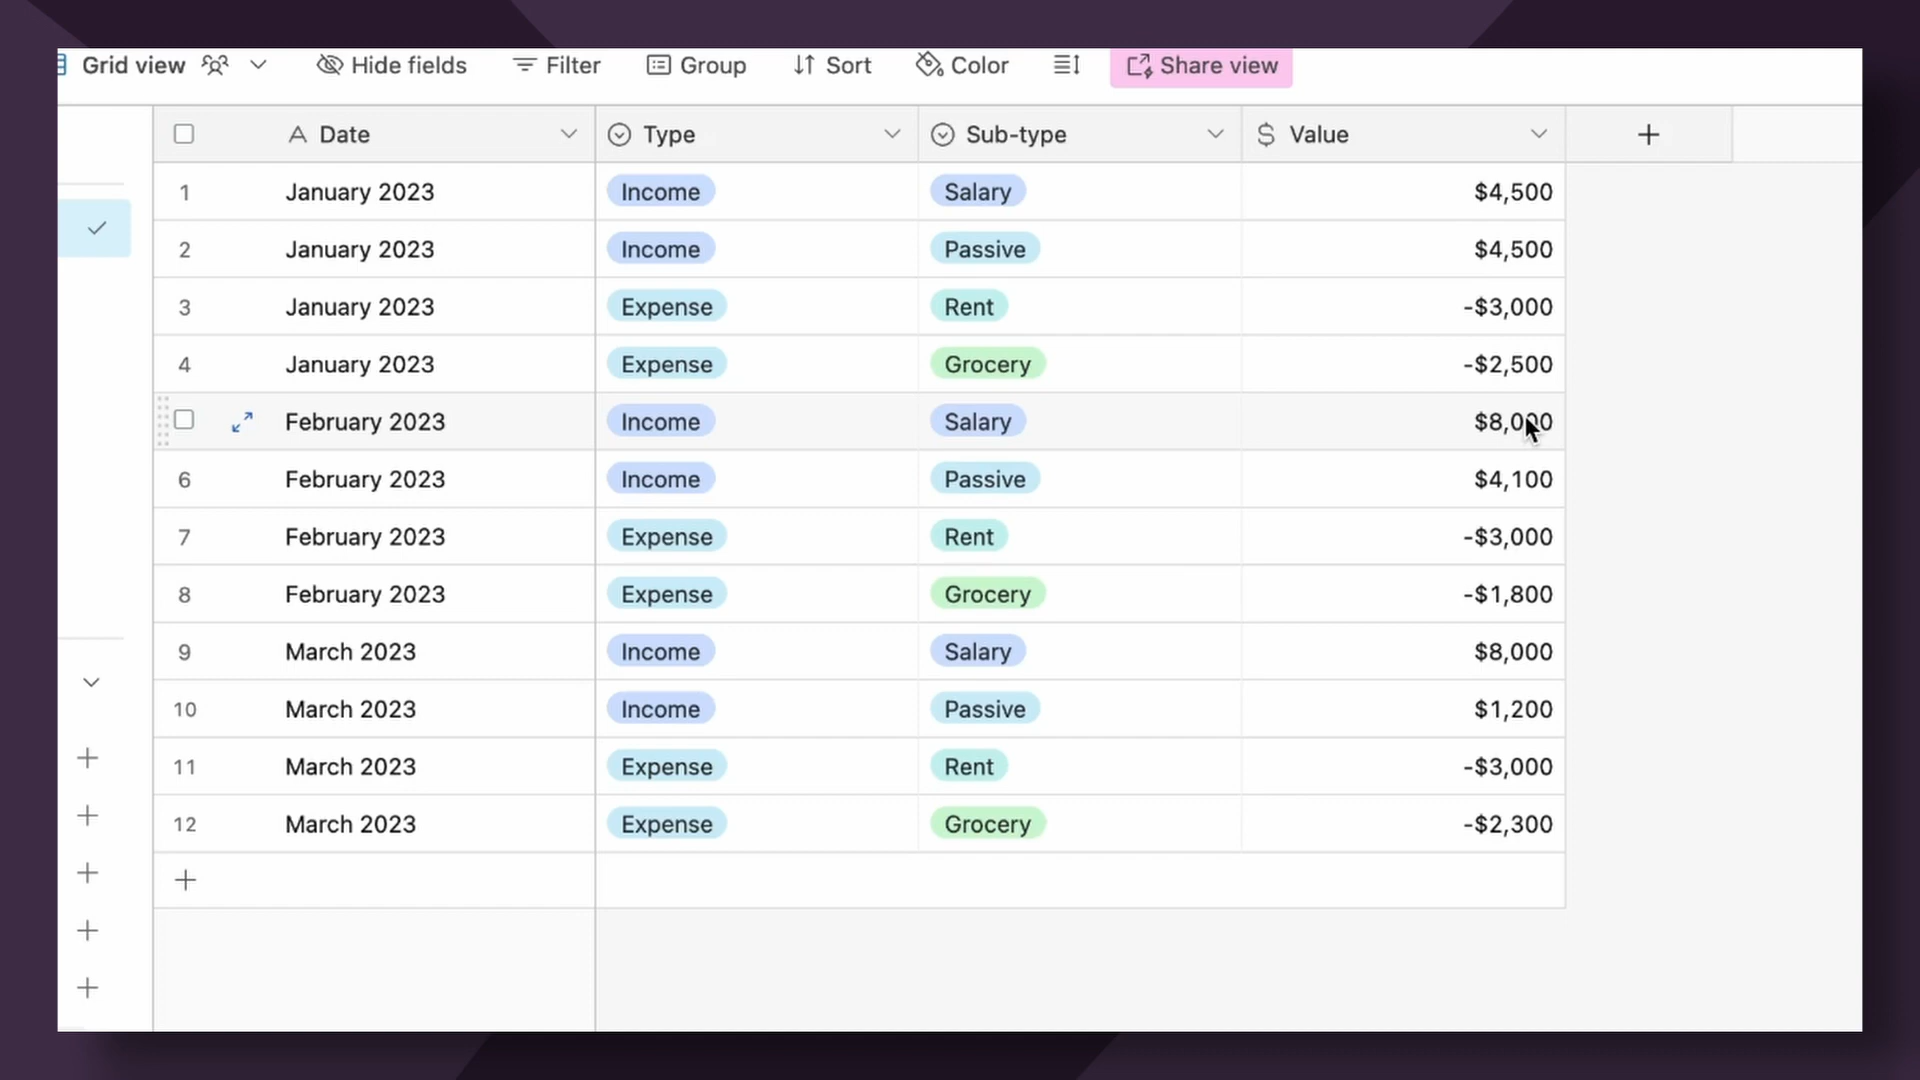 Grid view Hide fields Filter Group Sort Color Share view
Date Type Sub-type Value
1 January 2023 Income Salary $4,500
2 January 2023 Income Passive $4,500
3 January 2023 Expense Rent -$3,000
4 January 2023 Expense Grocery -$2,500
February 2023 Income Salary $8,000
6 February 2023 Income Passive $4,100
7 February 2023 Expense Rent -$3,000
8 February 2023 Expense Grocery -$1,800
9 March 2023 Income Salary $8,000
10 March 2023 Income Passive $1,200
11 March 2023 Expense Rent -$3,000
12 March 2023 Expense Grocery -$2,300